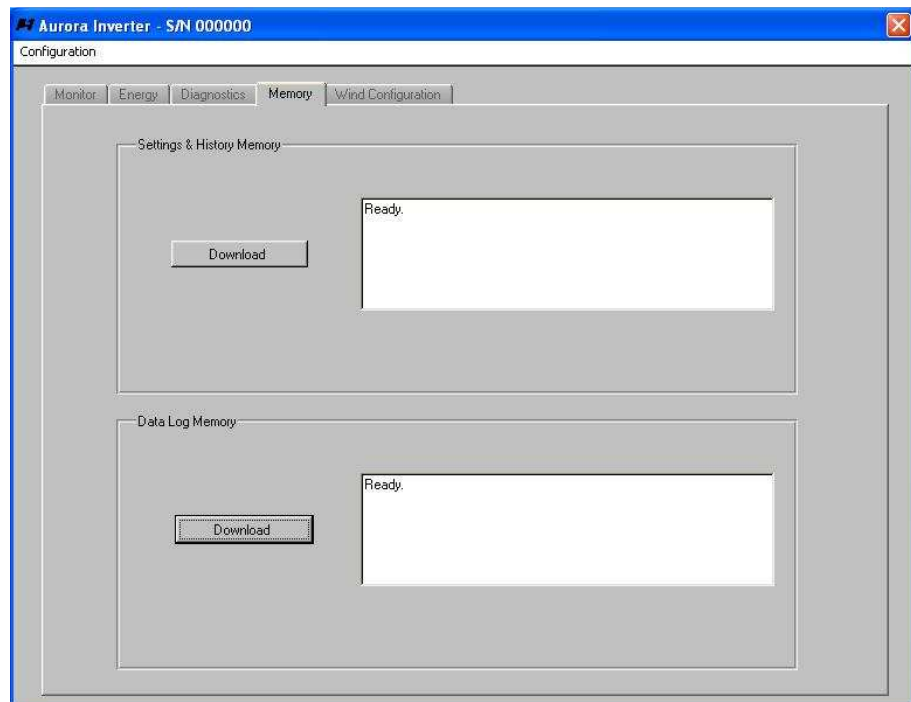 Aurora Inverter - S/N 000000
Configuration
Monitor Energy Diagnostics Memory Wind Configuration
Settings & History Memory
Ready.
Download
Data Log Memory
Ready.
Download